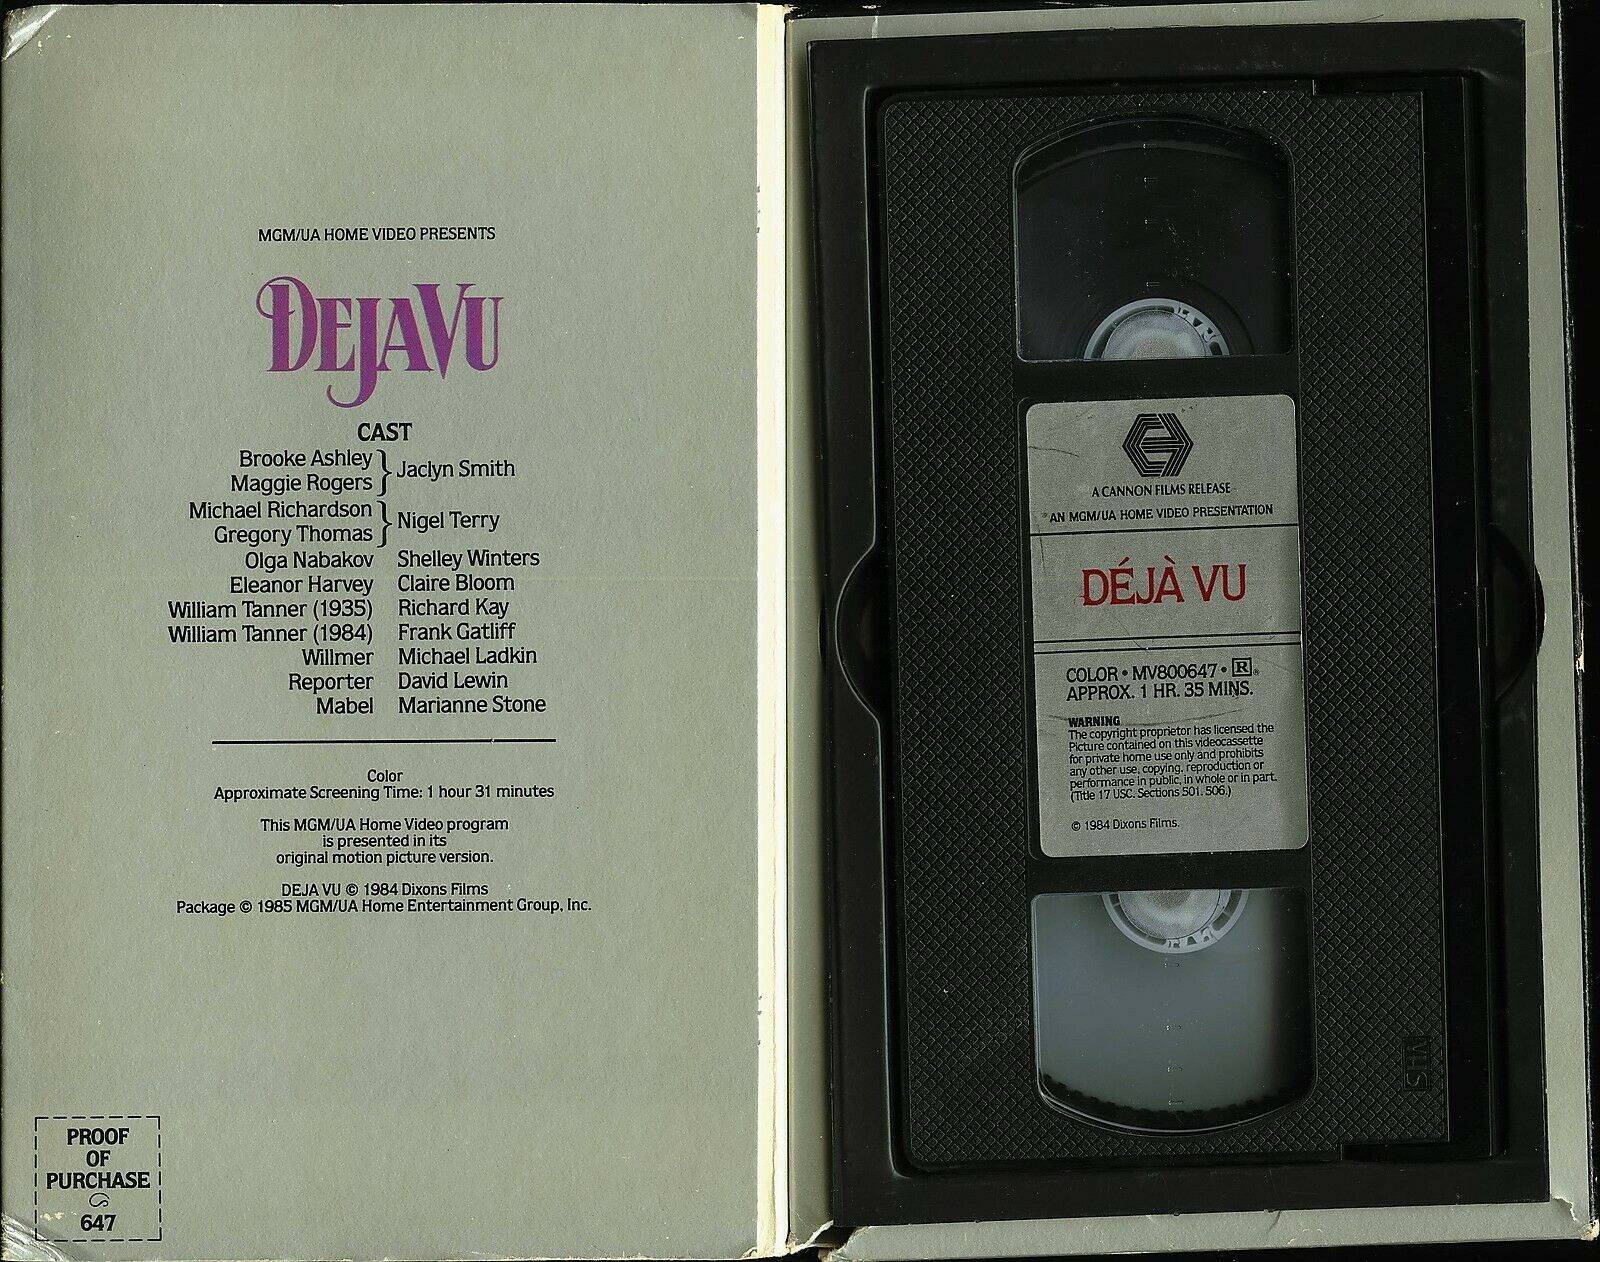 MGM/UA HOME VIDEO PRESENTS
DEJAVU
CAST
Brooke Ashley
Maggie Rogers } Jaclyn Smith
Michael Richardson
Gregory Thomas } Nigel Terry
Olga Nabakov Shelley Winters
Eleanor Harvey Claire Bloom
William Tanner (1935) Richard Kay
William Tanner (1984) Frank Gatliff
Willmer Michael Ladkin
Reporter David Lewin
Mabel Marianne Stone
Color
Approximate Screening Time: 1 hour 31 minutes
This MGM/UA Home Video program
is presented in its
original motion picture version.
DEJA VU © 1984 Dixons Films
Package © 1985 MGM/UA Home Entertainment Group, Inc.
PROOF
OF
PURCHASE
647
A CANNON FILMS RELEASE
AN MGM/UA HOME VIDEO PRESENTATION
DÉJÀ VU
COLOR • MV800647 • R®
APPROX. 1 HR. 35 MINS.
WARNING
The copyright proprietor has licensed the
Picture contained on this videocassette
for private home use only and prohibits
any other use, copying, reproduction or
performance in public, in whole or in part.
(Title 17 USC. Sections 501. 506.)
© 1984 Dixons Films.
VHS